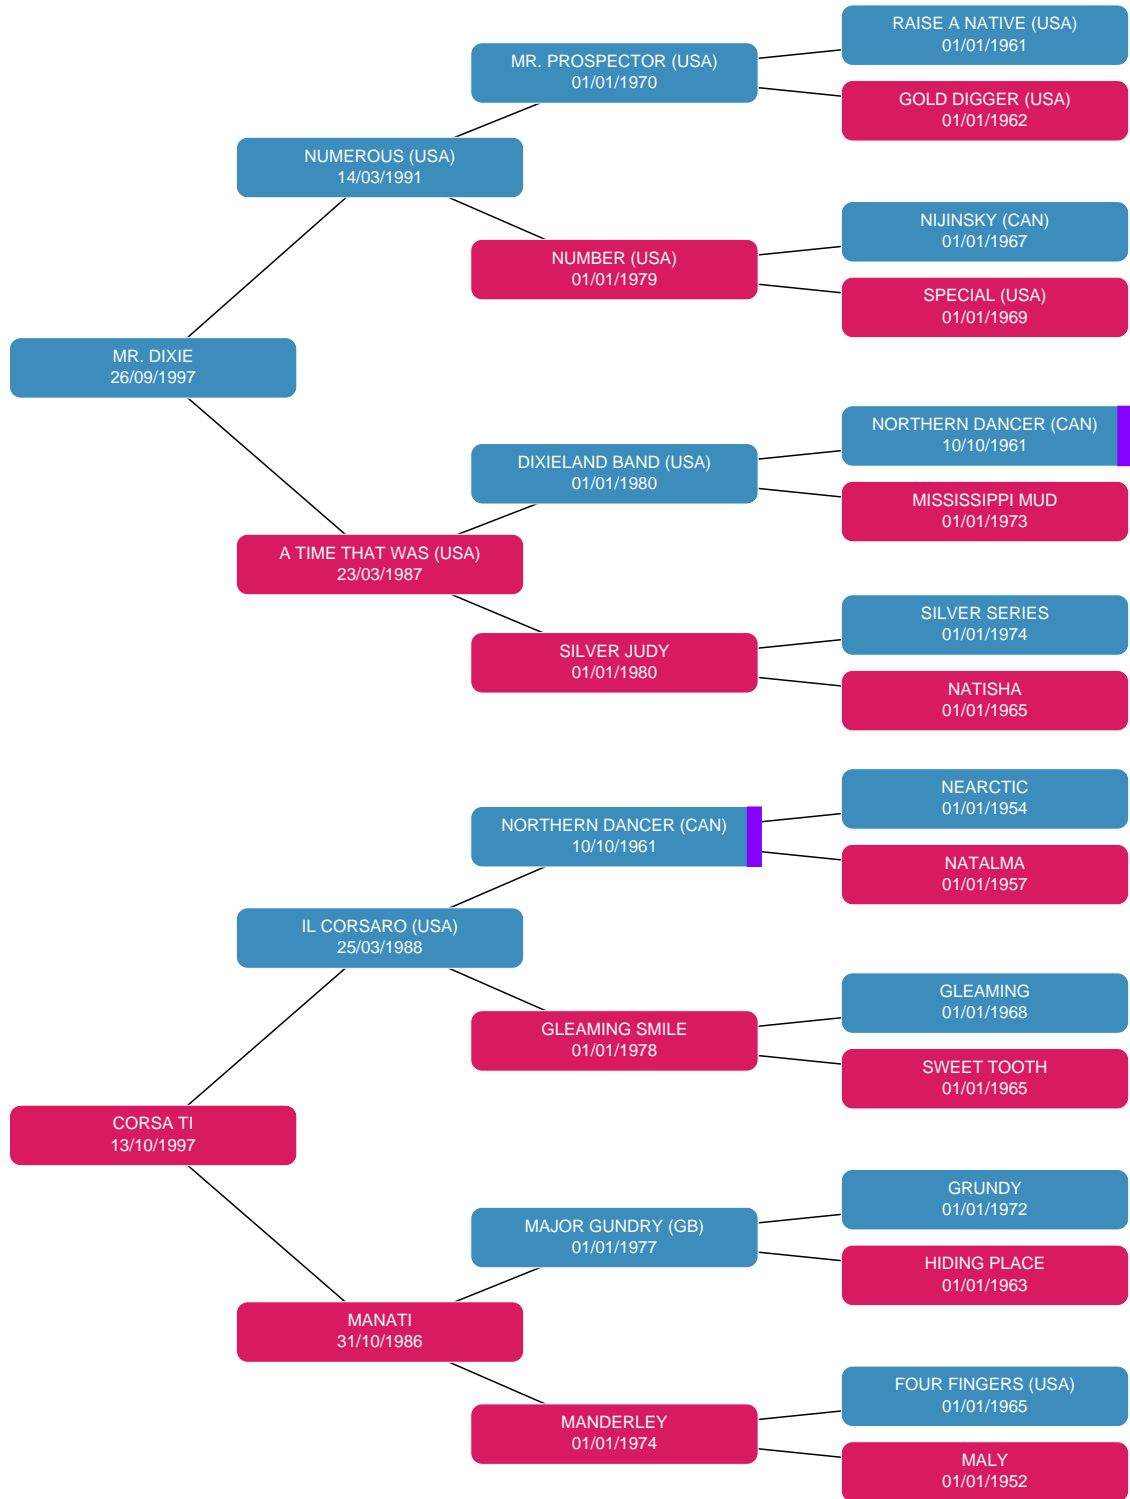 RAISE A NATIVE (USA)
01/01/1961
MR. PROSPECTOR (USA)
01/01/1970
GOLD DIGGER (USA)
01/01/1962
NUMEROUS (USA)
14/03/1991
NIJINSKY (CAN)
01/01/1967
NUMBER (USA)
01/01/1979
SPECIAL (USA)
01/01/1969
MR. DIXIE
26/09/1997
NORTHERN DANCER (CAN)
10/10/1961
DIXIELAND BAND (USA)
01/01/1980
MISSISSIPPI MUD
01/01/1973
A TIME THAT WAS (USA)
23/03/1987
SILVER SERIES
01/01/1974
SILVER JUDY
01/01/1980
NATISHA
01/01/1965
NEARCTIC
01/01/1954
NORTHERN DANCER (CAN)
10/10/1961
NATALMA
01/01/1957
IL CORSARO (USA)
25/03/1988
GLEAMING
01/01/1968
GLEAMING SMILE
01/01/1978
SWEET TOOTH
01/01/1965
CORSA TI
13/10/1997
GRUNDY
01/01/1972
MAJOR GUNDRY (GB)
01/01/1977
HIDING PLACE
01/01/1963
MANATI
31/10/1986
FOUR FINGERS (USA)
01/01/1965
MANDERLEY
01/01/1974
MALY
01/01/1952